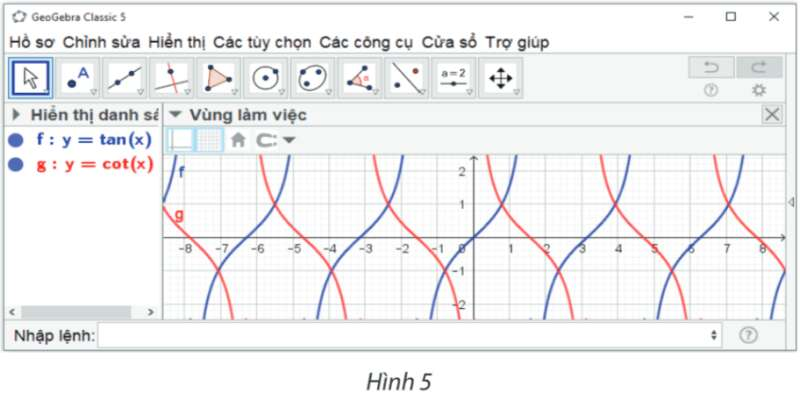 GeoGebra Classic 5
Hồ sơ Chỉnh sửa Hiển thị Các tùy chọn Các công cụ Cửa sổ Trợ giúp
A
α
a=2
Hiển thị danh sá
Vùng làm việc
f : y = tan(x)
g : y = cot(x)
f
g
2
1
-8 -7 -6 -5 -4 -3 -2 -1 0 1 2 3 4 5 6 7 8
-1
-2
Nhập lệnh:
Hình 5